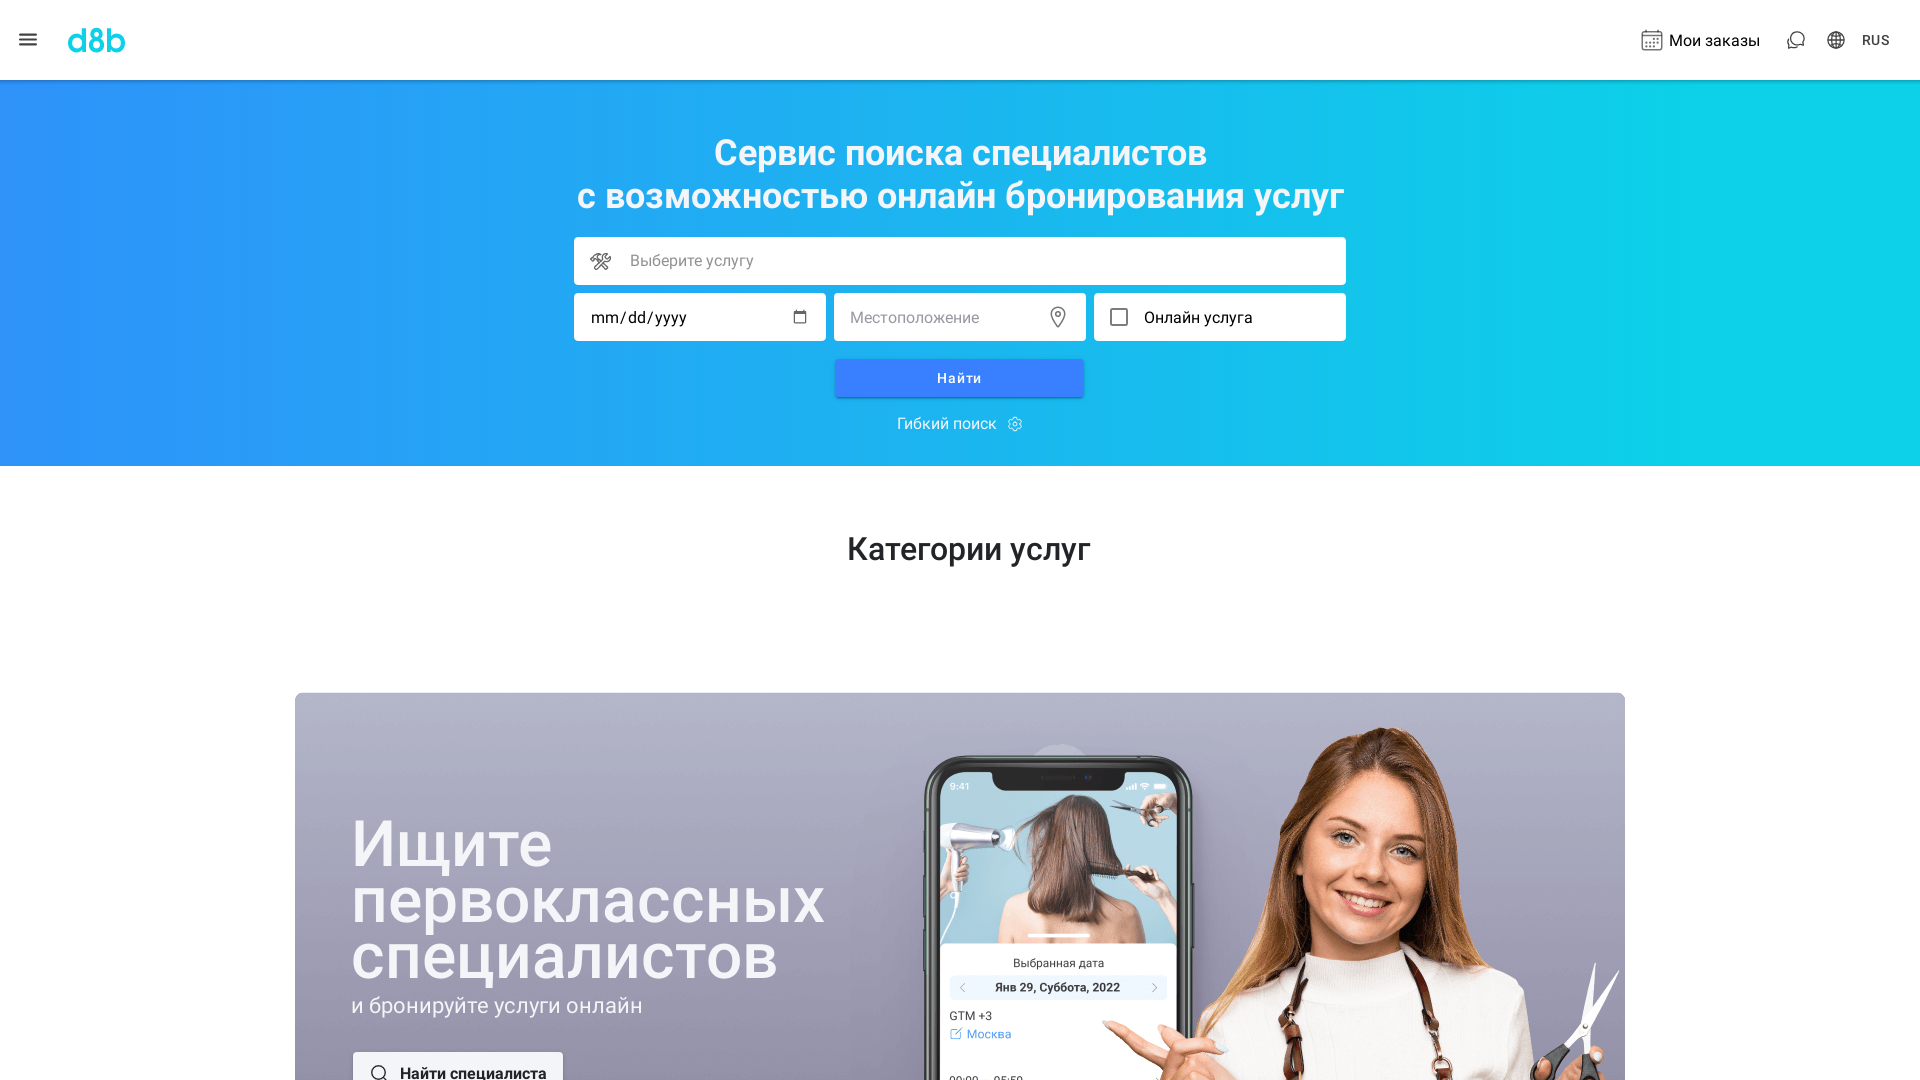 d8b
Мои заказы
RUS
Сервис поиска специалистов
с возможностью онлайн бронирования услуг
Выберите услугу
mm/dd/yyyy
Местоположение
Онлайн услуга
Найти
Гибкий поиск
Категории услуг
Ищите
первоклассных
специалистов
и бронируйте услуги онлайн
Найти специалиста
9:41
Выбранная дата
Янв 29, Суббота, 2022
GTM +3
Москва